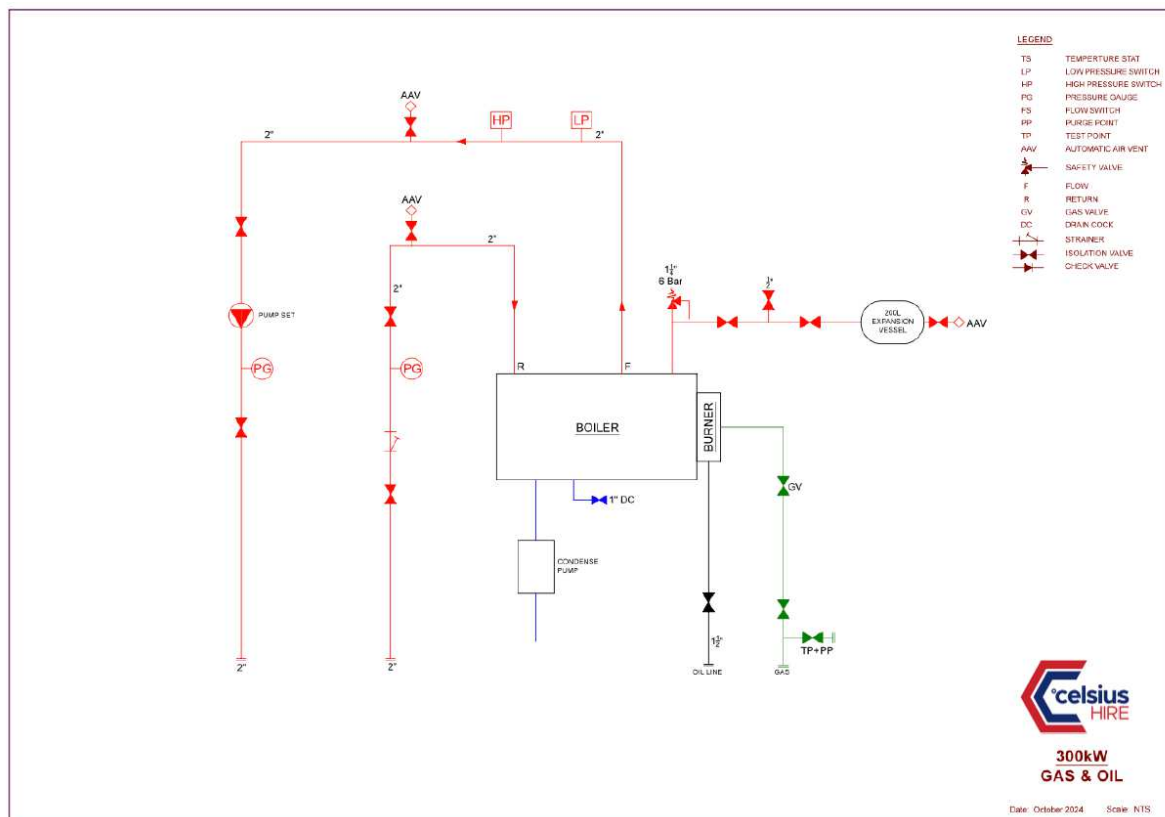 LEGEND
TS TEMPERTURE STAT
LP LOW PRESSURE SWITCH
HP HIGH PRESSURE SWITCH
PG PRESSURE GAUGE
FS FLOW SWITCH
PP PURGE POINT
TP TEST POINT
AAV AUTOMATIC AIR VENT
SAFETY VALVE
F FLOW
R RETURN
GV GAS VALVE
DC DRAIN COCK
STRAINER
ISOLATION VALVE
CHECK VALVE
AAV
HP
LP
2"
2"
AAV
2"
2"
1¼"
6 Bar
½"
PUMP SET
200L
EXPANSION
VESSEL
AAV
PG
PG
R
F
BOILER
BURNER
GV
1" DC
CONDENSE
PUMP
1½"
TP+PP
2"
2"
OIL LINE
GAS
°celsius
HIRE
300kW
GAS & OIL
Date: October 2024 Scale: NTS